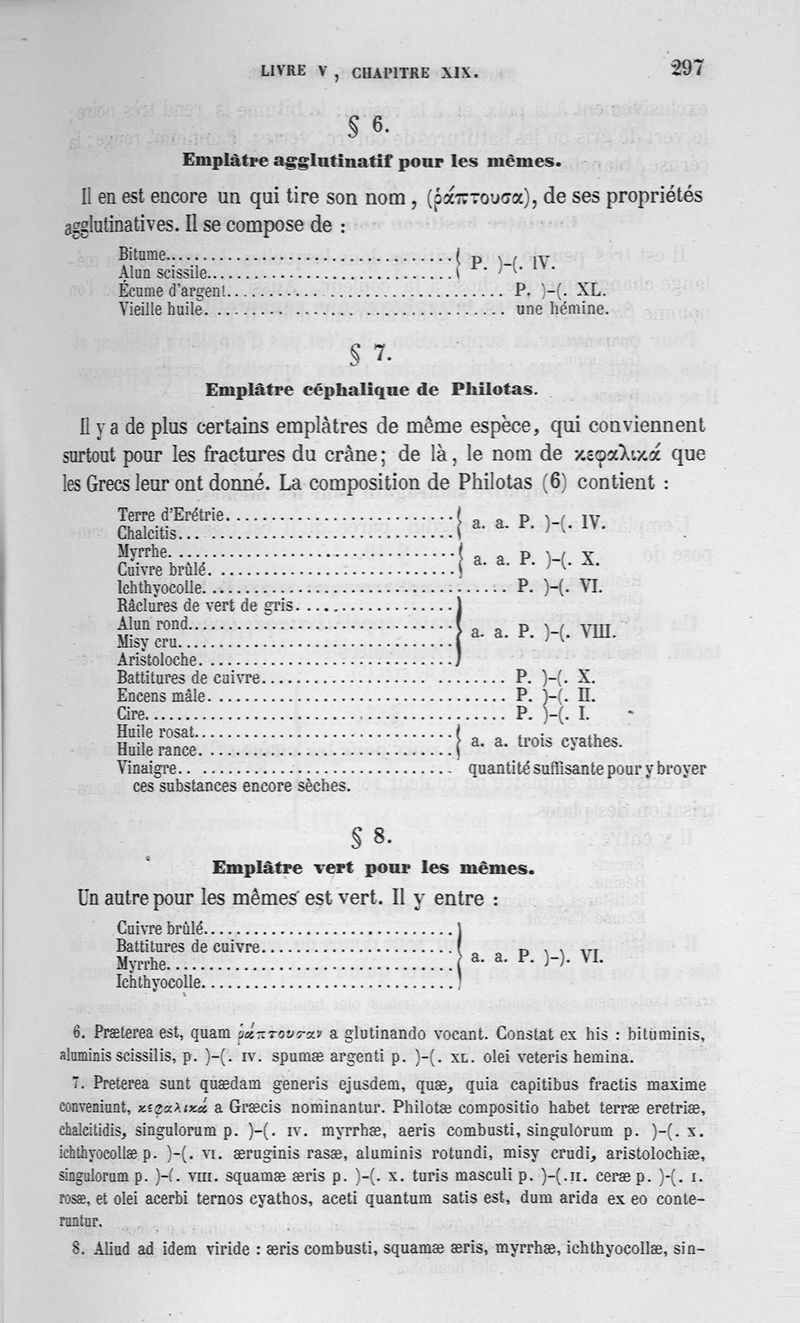 LIVRE V, CHAPITRE XIX. 297
§ 6.
Emplâtre agglutinatif pour les mêmes.
Il en est encore un qui tire son nom, (ῥάπτουσα), de ses propriétés
agglutinatives. Il se compose de :
Bitume.......... P. )-(. IV.
Alun scissile..........
Écume d'argent.......... P. )-(. XL.
Vieille huile.......... une hémine.
§ 7.
Emplâtre céphalique de Philotas.
Il y a de plus certains emplâtres de même espèce, qui conviennent
surtout pour les fractures du crâne; de là, le nom de κεφαλικά que
les Grecs leur ont donné. La composition de Philotas (6) contient :
Terre d'Erétrie.......... a. a. P. )-(. IV.
Chalcitis..........
Myrrhe.......... a. a. P. )-(. X.
Cuivre brûlé..........
Ichthyocolle.......... P. )-(. VI.
Râclures de vert de gris..........
Alun rond.......... a. a. P. )-(. VIII.
Misy cru..........
Aristoloche..........
Battitures de cuivre.......... P. )-(. X.
Encens mâle.......... P. )-(. II.
Cire.......... P. )-(. I.
Huile rosat.......... a. a. trois cyathes.
Huile rance..........
Vinaigre.......... quantité suffisante pour y broyer
ces substances encore sèches.
§ 8.
Emplâtre vert pour les mêmes.
Un autre pour les mêmes est vert. Il y entre :
Cuivre brûlé..........
Battitures de cuivre.......... a. a. P. )-). VI.
Myrrhe..........
Ichthyocolle..........
6. Præterea est, quam ῥάπτουσαν a glutinando vocant. Constat ex his : bituminis,
aluminis scissilis, p. )-(. IV. spumæ argenti p. )-(. XL. olei veteris hemina.
7. Preterea sunt quædam generis ejusdem, quæ, quia capitibus fractis maxime
conveniunt, κεφαλικά a Græcis nominantur. Philotæ compositio habet terræ eretriæ,
chalcitidis, singulorum p. )-(. IV. myrrhæ, aeris combusti, singulorum p. )-(. X.
ichthyocollæ p. )-(. VI. æruginis rasæ, aluminis rotundi, misy crudi, aristolochiæ,
singulorum p. )-(. VIII. squamæ æris p. )-(. X. turis masculi p. )-(.II. ceræ p. )-(. I.
rosæ, et olei acerbi ternos cyathos, aceti quantum satis est, dum arida ex eo conte-
runtur.
8. Aliud ad idem viride : æris combusti, squamæ æris, myrrhæ, ichthyocollæ, sin-